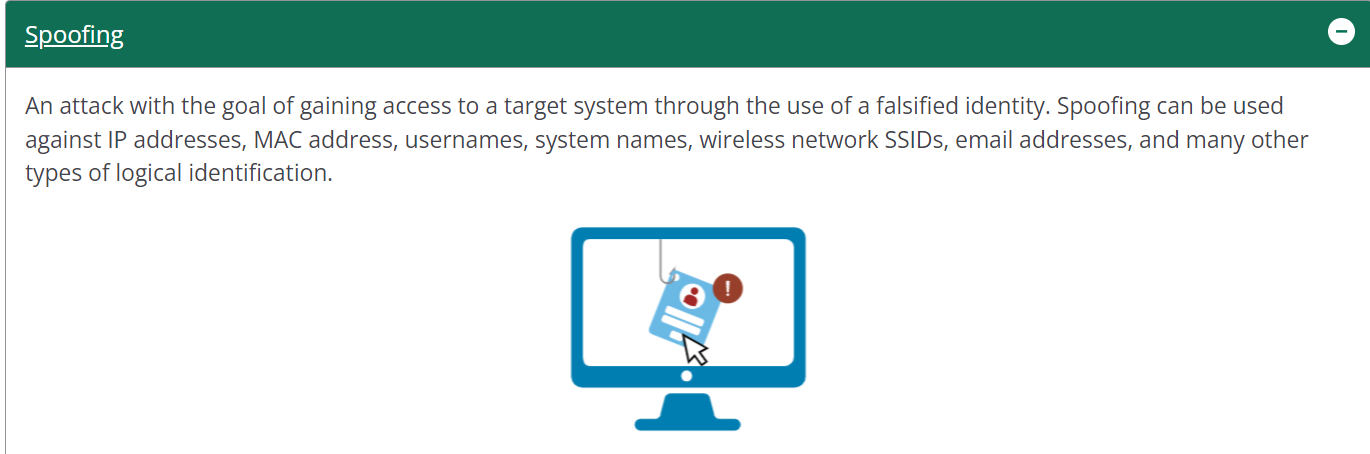 Spoofing
An attack with the goal of gaining access to a target system through the use of a falsified identity. Spoofing can be used
against IP addresses, MAC address, usernames, system names, wireless network SSIDs, email addresses, and many other
types of logical identification.
!